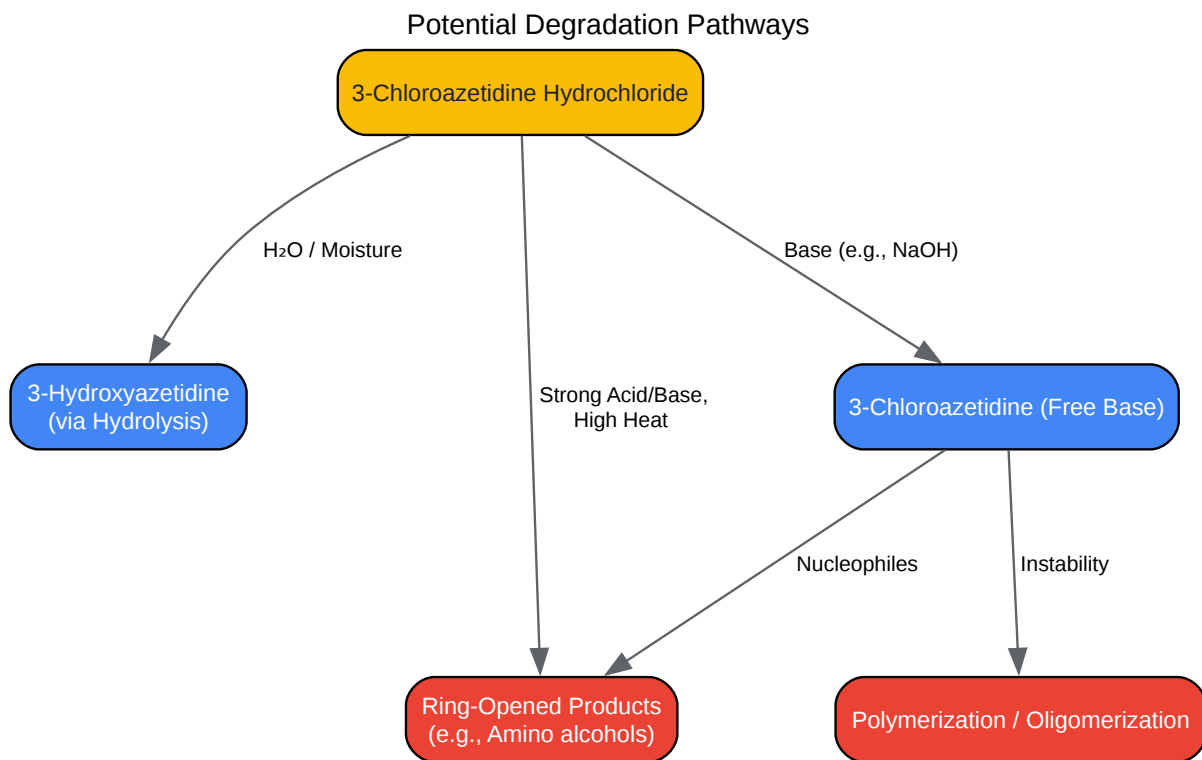 Potential Degradation Pathways
3-Chloroazetidine Hydrochloride
H₂O / Moisture
Base (e.g., NaOH)
3-Hydroxyazetidine
(via Hydrolysis)
Strong Acid/Base,
High Heat
3-Chloroazetidine (Free Base)
Nucleophiles
Instability
Ring-Opened Products
(e.g., Amino alcohols)
Polymerization / Oligomerization